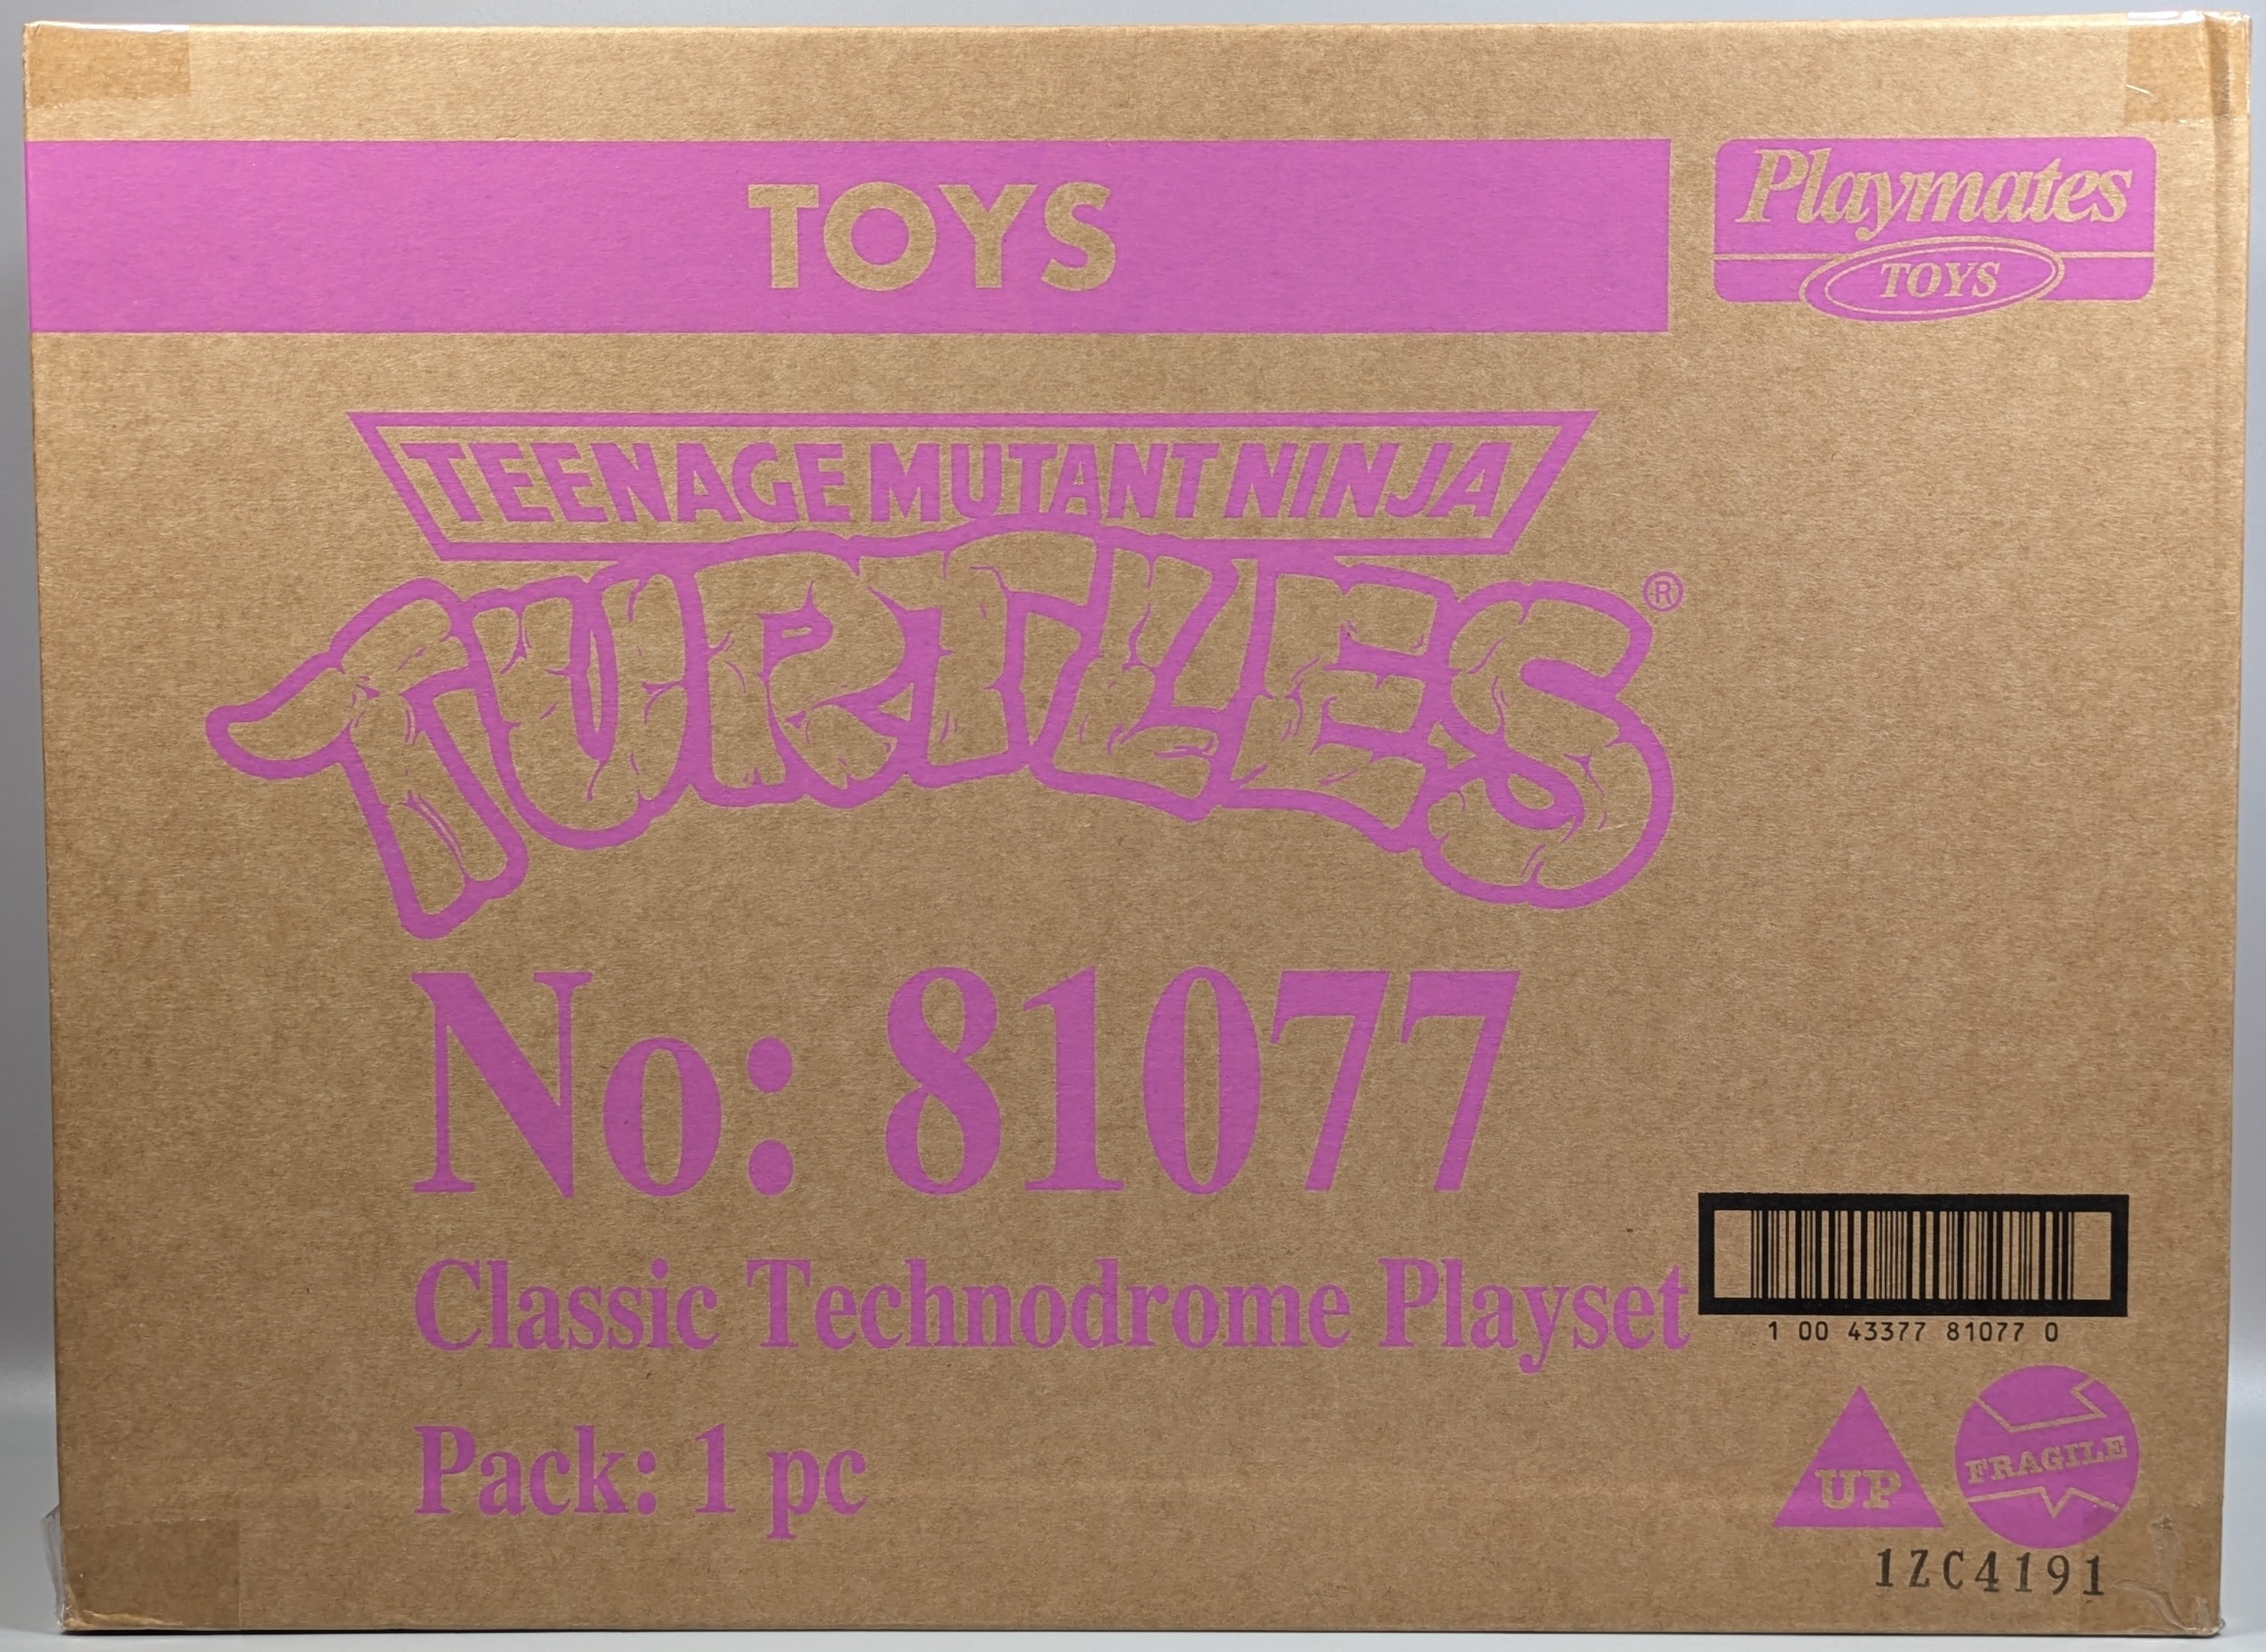 TOYS
Playmates
TOYS
TEENAGE MUTANT NINJA
TURTLES®
No: 81077
Classic Technodrome Playset
1 00 43377 81077 0
Pack: 1 pc
UP
FRAGILE
1ZC4191